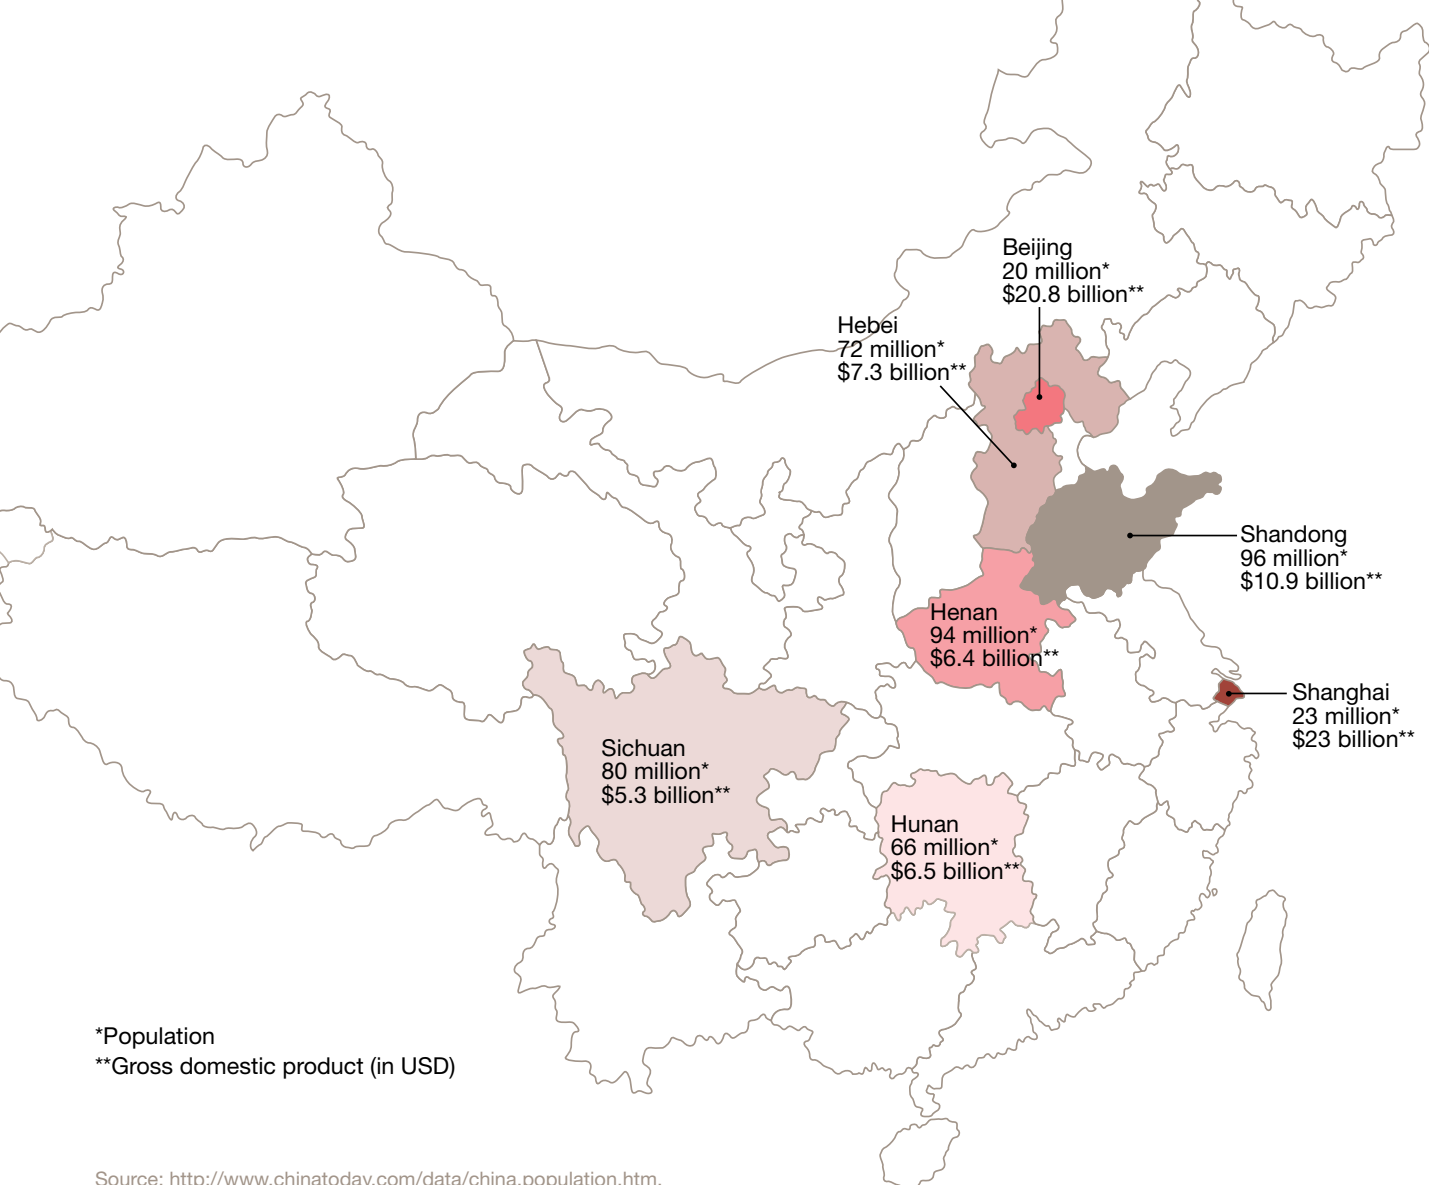 Beijing
20 million*
$20.8 billion**
Hebei
72 million*
$7.3 billion**
Shandong
96 million*
$10.9 billion**
Henan
94 million*
$6.4 billion**
Shanghai
23 million*
$23 billion**
Sichuan
80 million*
$5.3 billion**
Hunan
66 million*
$6.5 billion**
*Population
**Gross domestic product (in USD)
Source: http://www.chinatoday.com/data/china.population.htm.